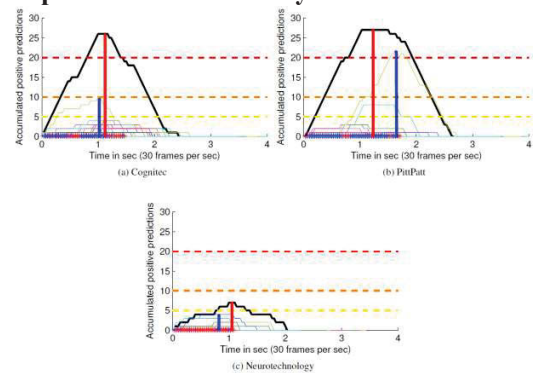 30
25
20
15
10
5
0
0 1 2 3 4
Accumulated positive predictions
Time in sec (30 frames per sec)
(a) Cognitec
30
25
20
15
10
5
0
0 1 2 3 4
Accumulated positive predictions
Time in sec (30 frames per sec)
(b) PittPatt
30
25
20
15
10
5
0
0 1 2 3 4
Accumulated positive predictions
Time in sec (30 frames per sec)
(c) Neurotechnology